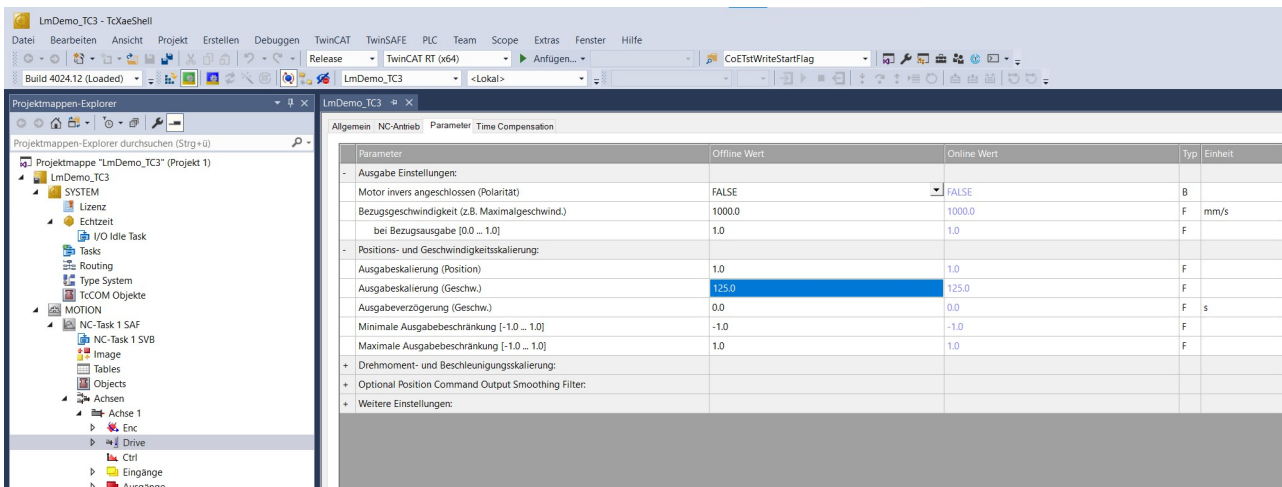 LmDemo_TC3 - TcXaeShell
Datei Bearbeiten Ansicht Projekt Erstellen Debuggen TwinCAT TwinSAFE PLC Team Scope Extras Fenster Hilfe
Release TwinCAT RT (x64) Anfügen... CoETstWriteStartFlag
Build 4024.12 (Loaded) LmDemo_TC3 <Lokal>
Projektmappen-Explorer
Projektmappen-Explorer durchsuchen (Strg+ü)
Projektmappe "LmDemo_TC3" (Projekt 1)
LmDemo_TC3
SYSTEM
Lizenz
Echtzeit
I/O Idle Task
Tasks
Routing
Type System
TcCOM Objekte
MOTION
NC-Task 1 SAF
NC-Task 1 SVB
Image
Tables
Objects
Achsen
Achse 1
Enc
Drive
Ctrl
Eingänge
Ausgänge
LmDemo_TC3
Allgemein NC-Antrieb Parameter Time Compensation
Parameter Offline Wert Online Wert Typ Einheit
- Ausgabe Einstellungen:
Motor invers angeschlossen (Polarität) FALSE FALSE B
Bezugsgeschwindigkeit (z.B. Maximalgeschwind.) 1000.0 1000.0 F mm/s
bei Bezugsausgabe [0.0 ... 1.0] 1.0 1.0 F
- Positions- und Geschwindigkeitsskalierung:
Ausgabeskalierung (Position) 1.0 1.0 F
Ausgabeskalierung (Geschw.) 125.0 125.0 F
Ausgabeverzögerung (Geschw.) 0.0 0.0 F s
Minimale Ausgabebeschränkung [-1.0 ... 1.0] -1.0 -1.0 F
Maximale Ausgabebeschränkung [-1.0 ... 1.0] 1.0 1.0 F
+ Drehmoment- und Beschleunigungsskalierung:
+ Optional Position Command Output Smoothing Filter:
+ Weitere Einstellungen: